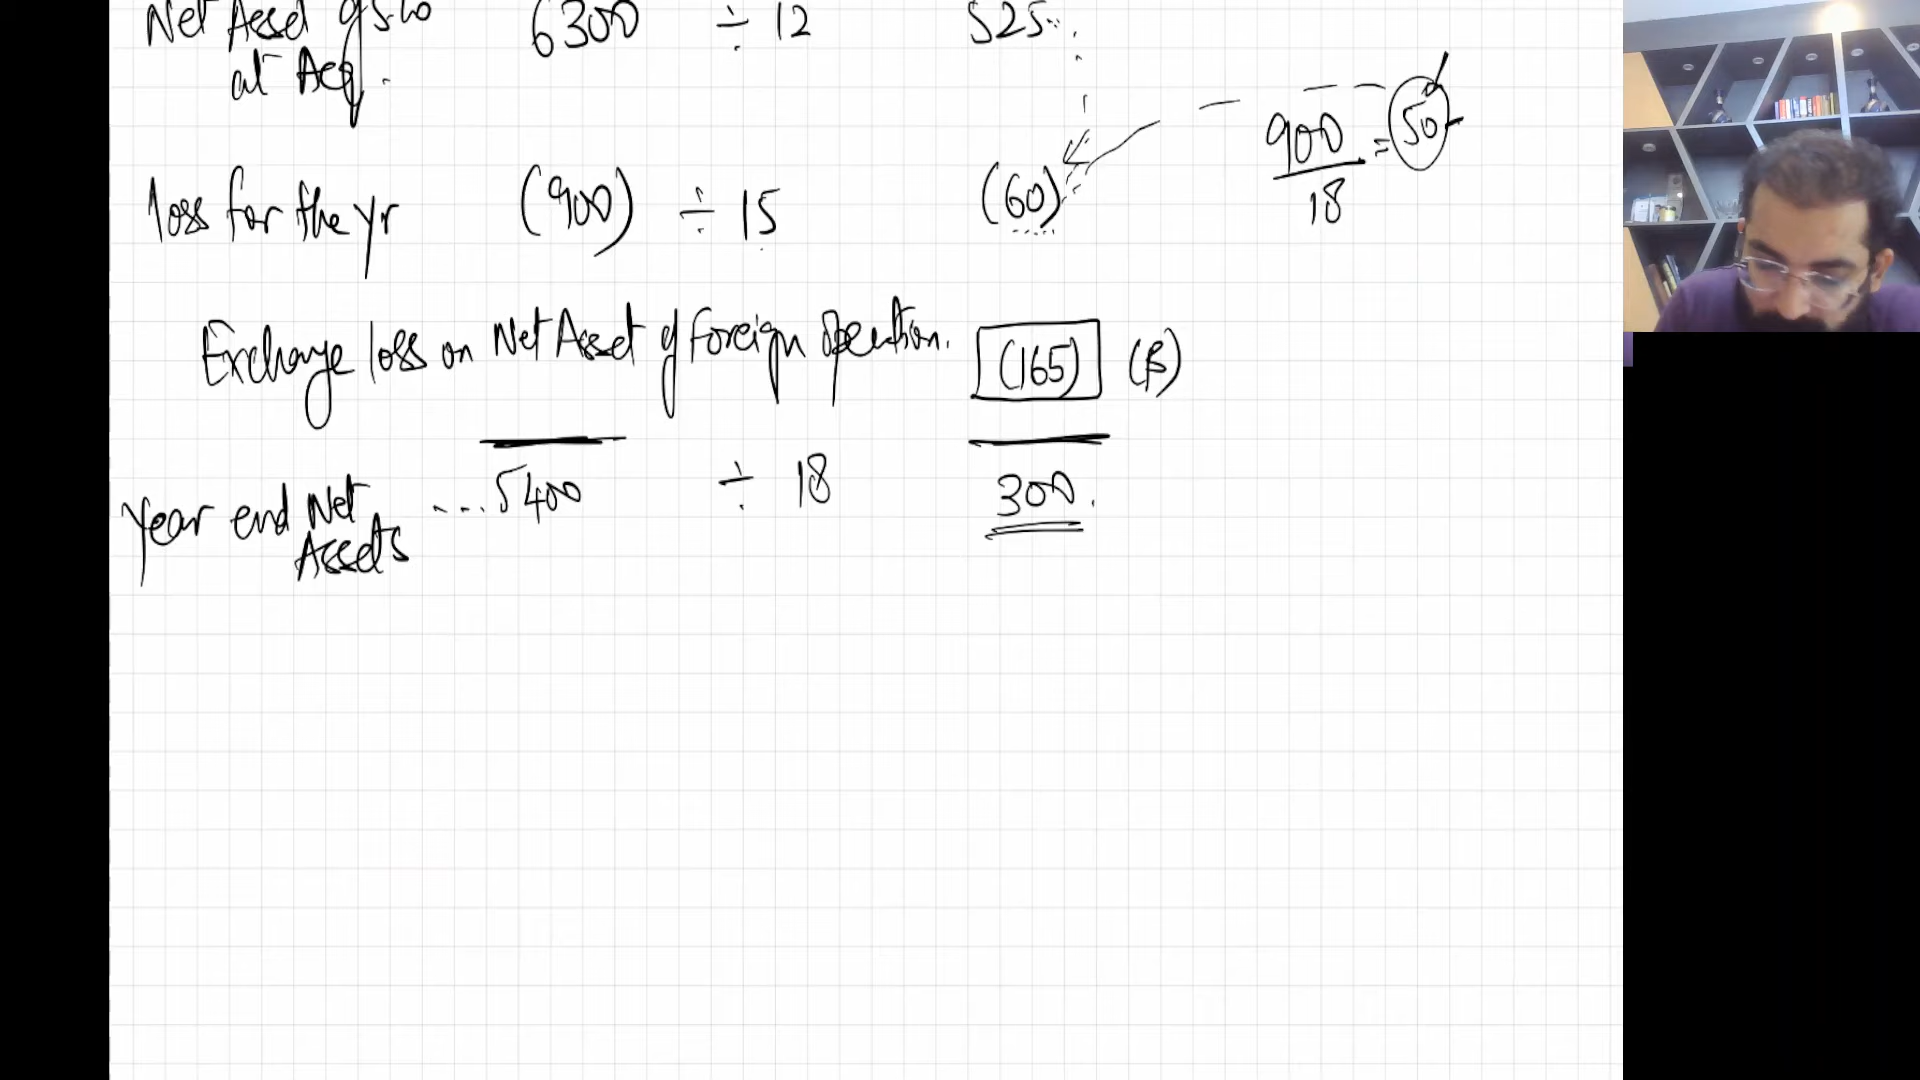 Net Asset of S.Co 6300 ÷ 12 525
at Acq.
900 = 50
18
loss for the yr (900) ÷ 15 (60)
Exchange loss on Net Asset of Foreign Operation. (165) (B)
Year end Net ....5400 ÷ 18 300.
Assets